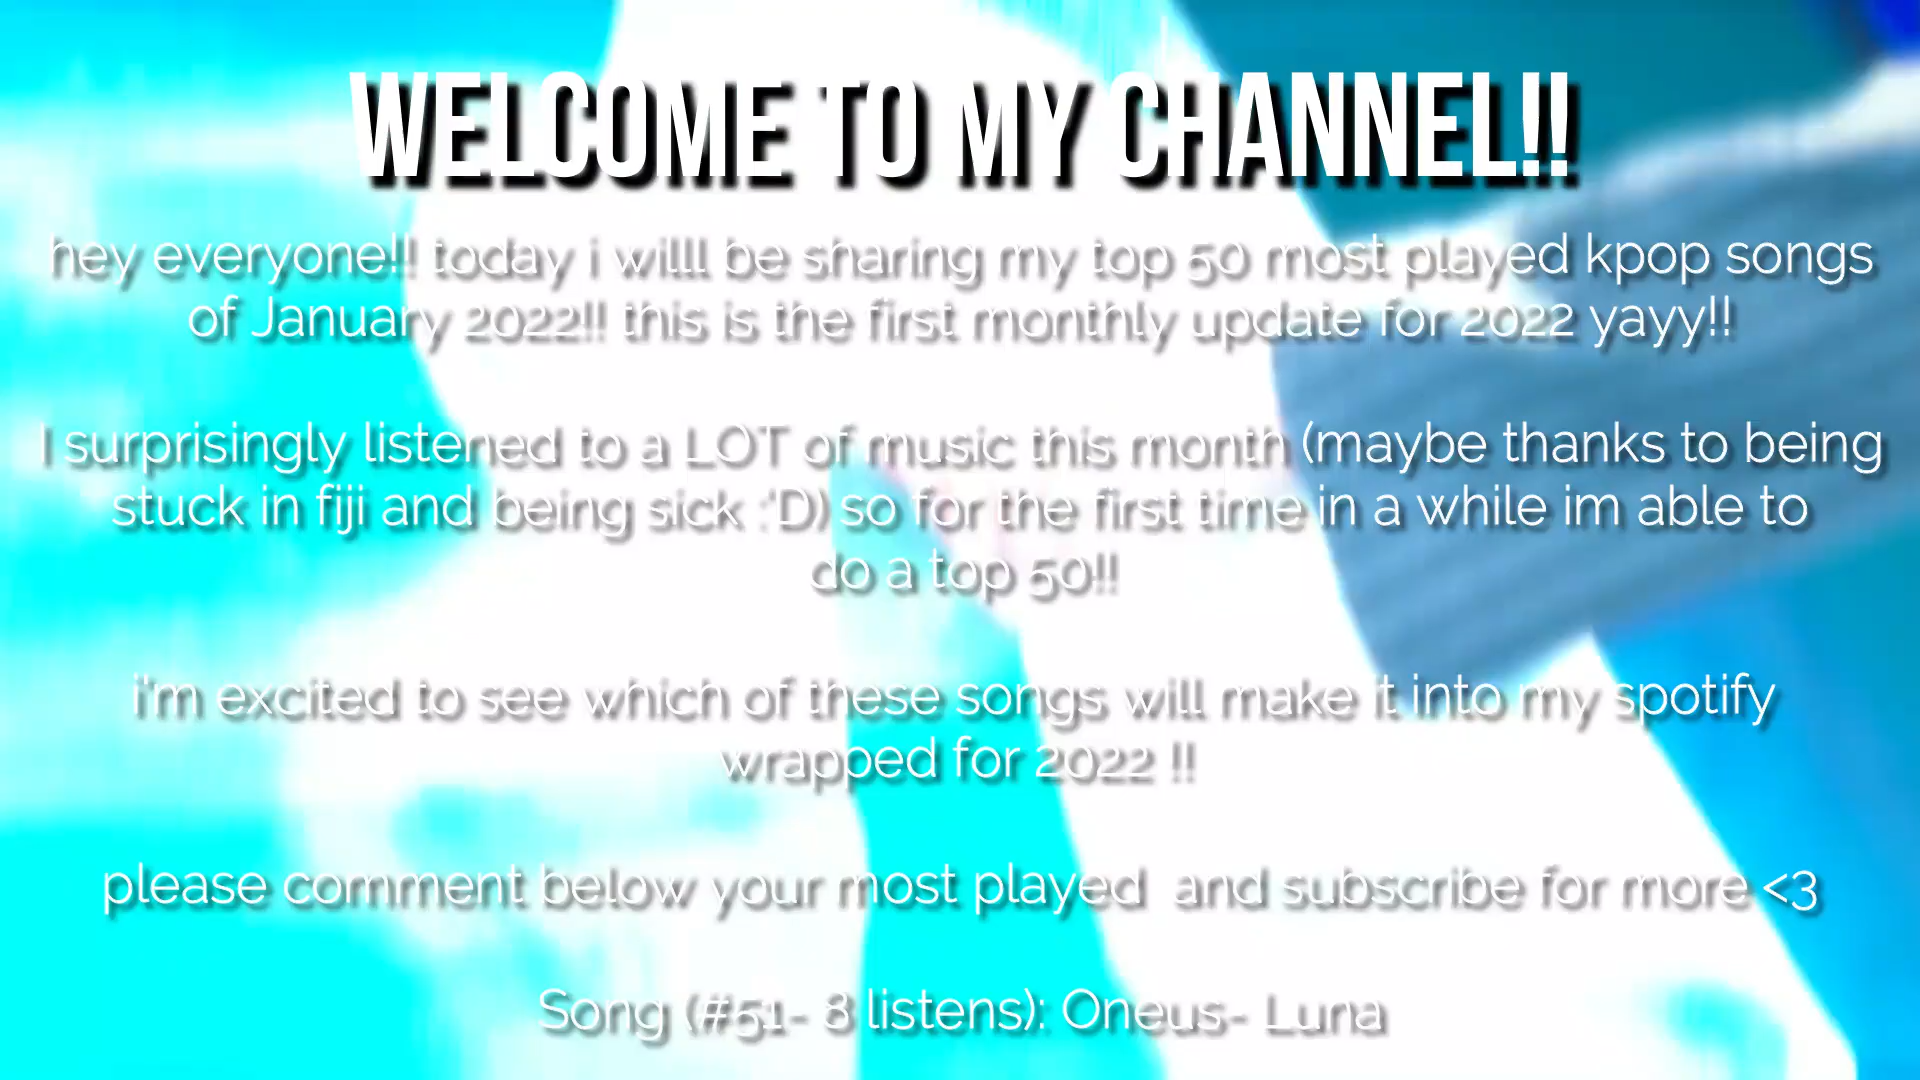 WELCOME TO MY CHANNEL!!
hey everyone!! today i willl be sharing my top 50 most played kpop songs
of January 2022!! this is the first monthly update for 2022 yayy!!
I surprisingly listened to a LOT of music this month (maybe thanks to being
stuck in fiji and being sick :'D) so for the first time in a while im able to
do a top 50!!
i'm excited to see which of these songs will make it into my spotify
wrapped for 2022 !!
please comment below your most played  and subscribe for more <3
Song (#51- 8 listens): Oneus- Luna